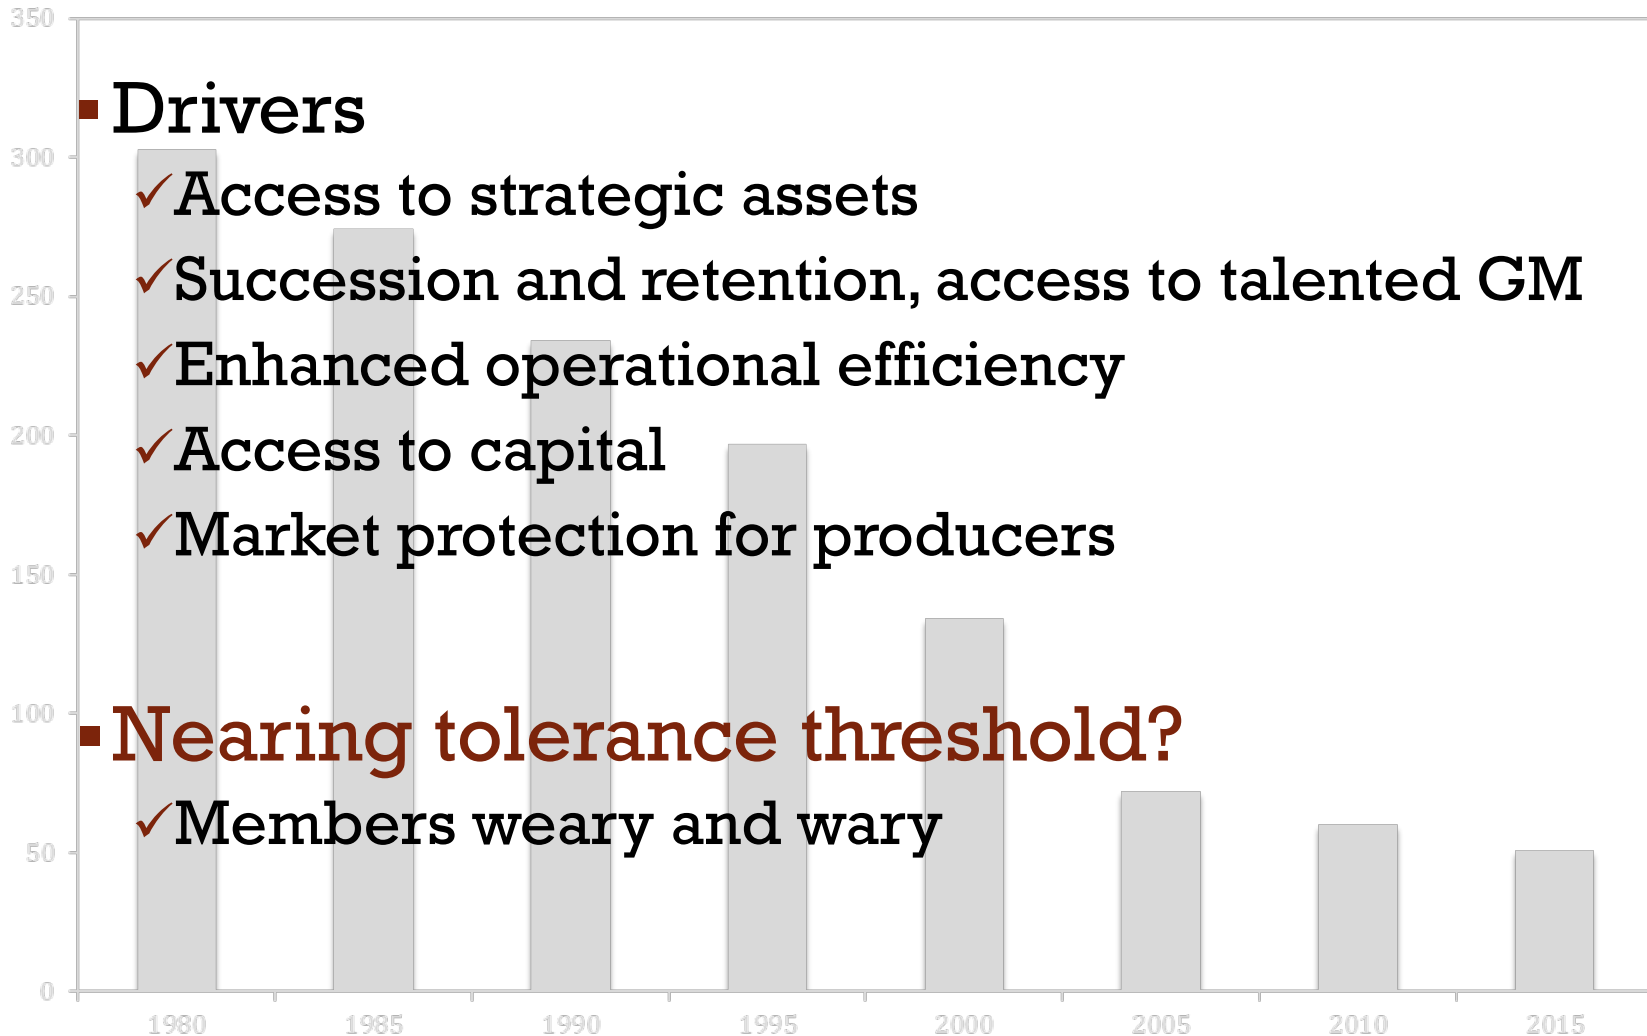 350
▪Drivers
300
✓Access to strategic assets
✓Succession and retention, access to talented GM
250
✓Enhanced operational efficiency
200
✓Access to capital
✓Market protection for producers
150
100
▪Nearing tolerance threshold?
✓Members weary and wary
50
0
1980 1985 1990 1995 2000 2005 2010 2015